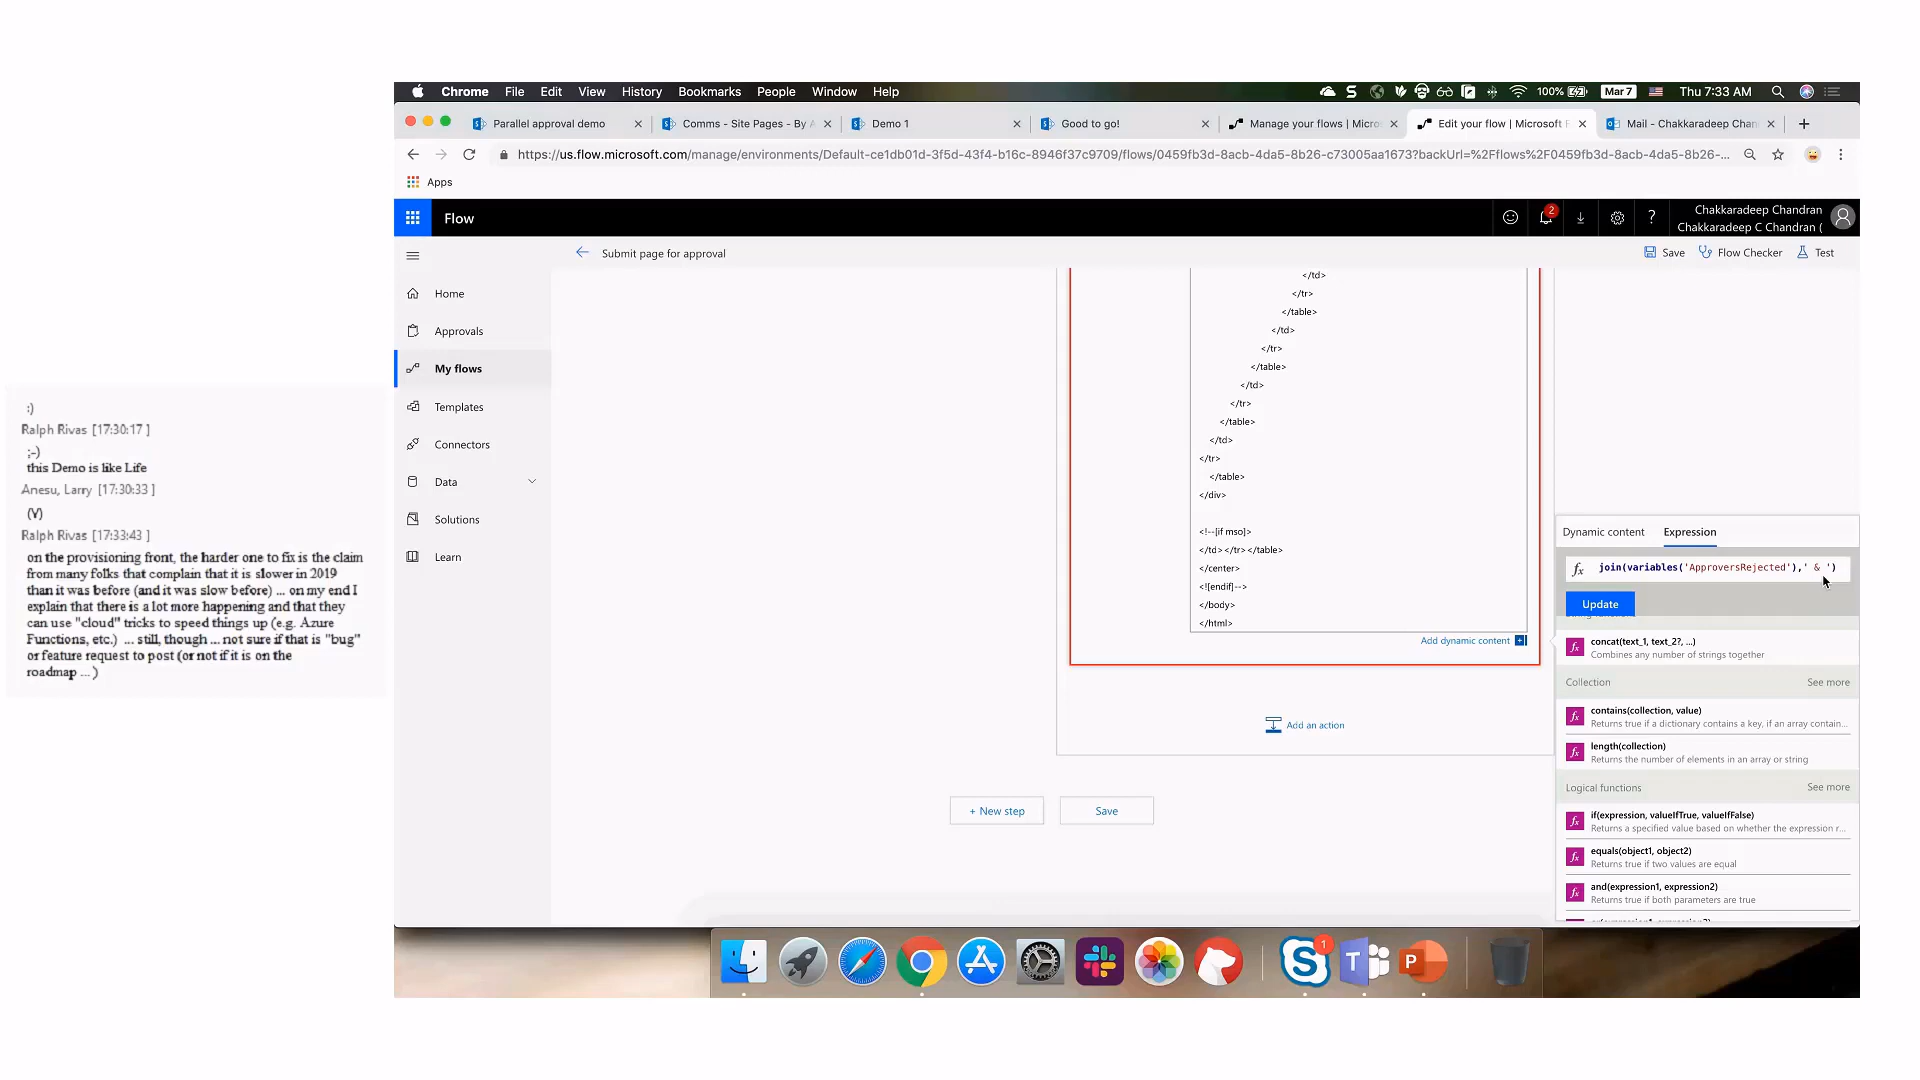 :)
Ralph Rivas [17:30:17 ]
;-)
this Demo is like Life
Anesu, Larry [17:30:33 ]
(Y)
Ralph Rivas [17:33:43 ]
on the provisioning front, the harder one to fix is the claim
from many folks that complain that it is slower in 2019
than it was before (and it was slow before) ... on my end I
explain that there is a lot more happening and that they
can use "cloud" tricks to speed things up (e.g. Azure
Functions, etc.) ... still, though ... not sure if that is "bug"
or feature request to post (or not if it is on the
roadmap ... )
Chrome File Edit View History Bookmarks People Window Help
100% Mar 7 Thu 7:33 AM
Parallel approval demo
Comms - Site Pages - By A
Demo 1
Good to go!
Manage your flows | Micro
Edit your flow | Microsoft F
Mail - Chakkaradeep Chan
https://us.flow.microsoft.com/manage/environments/Default-ce1db01d-3f5d-43f4-b16c-8946f37c9709/flows/0459fb3d-8acb-4da5-8b26-c73005aa1673?backUrl=%2Fflows%2F0459fb3d-8acb-4da5-8b26-...
Apps
Flow
2
?
Chakkaradeep Chandran
Chakkaradeep C Chandran (
Submit page for approval
Save
Flow Checker
Test
Home
Approvals
My flows
Templates
Connectors
Data
Solutions
Learn
</td>
</tr>
</table>
</td>
</tr>
</table>
</td>
</tr>
</table>
</td>
</tr>
</table>
</div>
<!--[if mso]>
</td> </tr> </table>
</center>
<![endif]-->
</body>
</html>
Add dynamic content
Add an action
+ New step
Save
Dynamic content
Expression
fx join(variables('ApproversRejected'),' & ')
Update
concat(text_1, text_2?, ...)
Combines any number of strings together
Collection
See more
contains(collection, value)
Returns true if a dictionary contains a key, if an array contain...
length(collection)
Returns the number of elements in an array or string
Logical functions
See more
if(expression, valueIfTrue, valueIfFalse)
Returns a specified value based on whether the expression r...
equals(object1, object2)
Returns true if two values are equal
and(expression1, expression2)
Returns true if both parameters are true